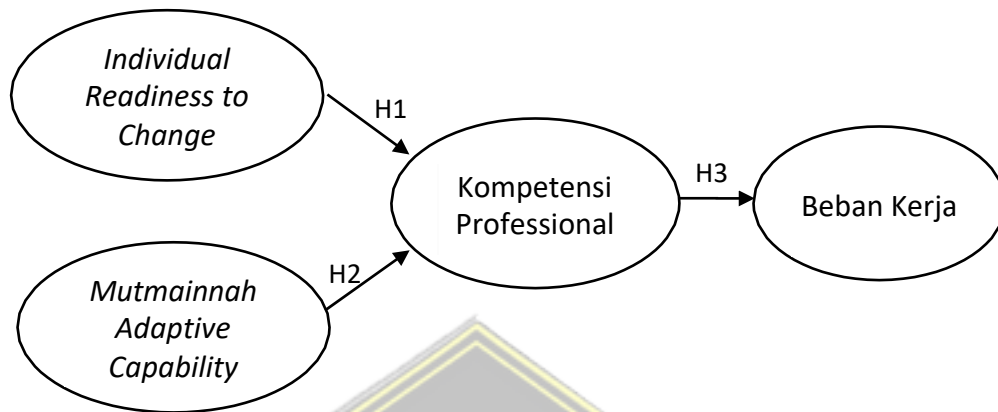 Individual
Readiness to
Change
H1
Kompetensi
Professional
H3
Beban Kerja
H2
Mutmainnah
Adaptive
Capability